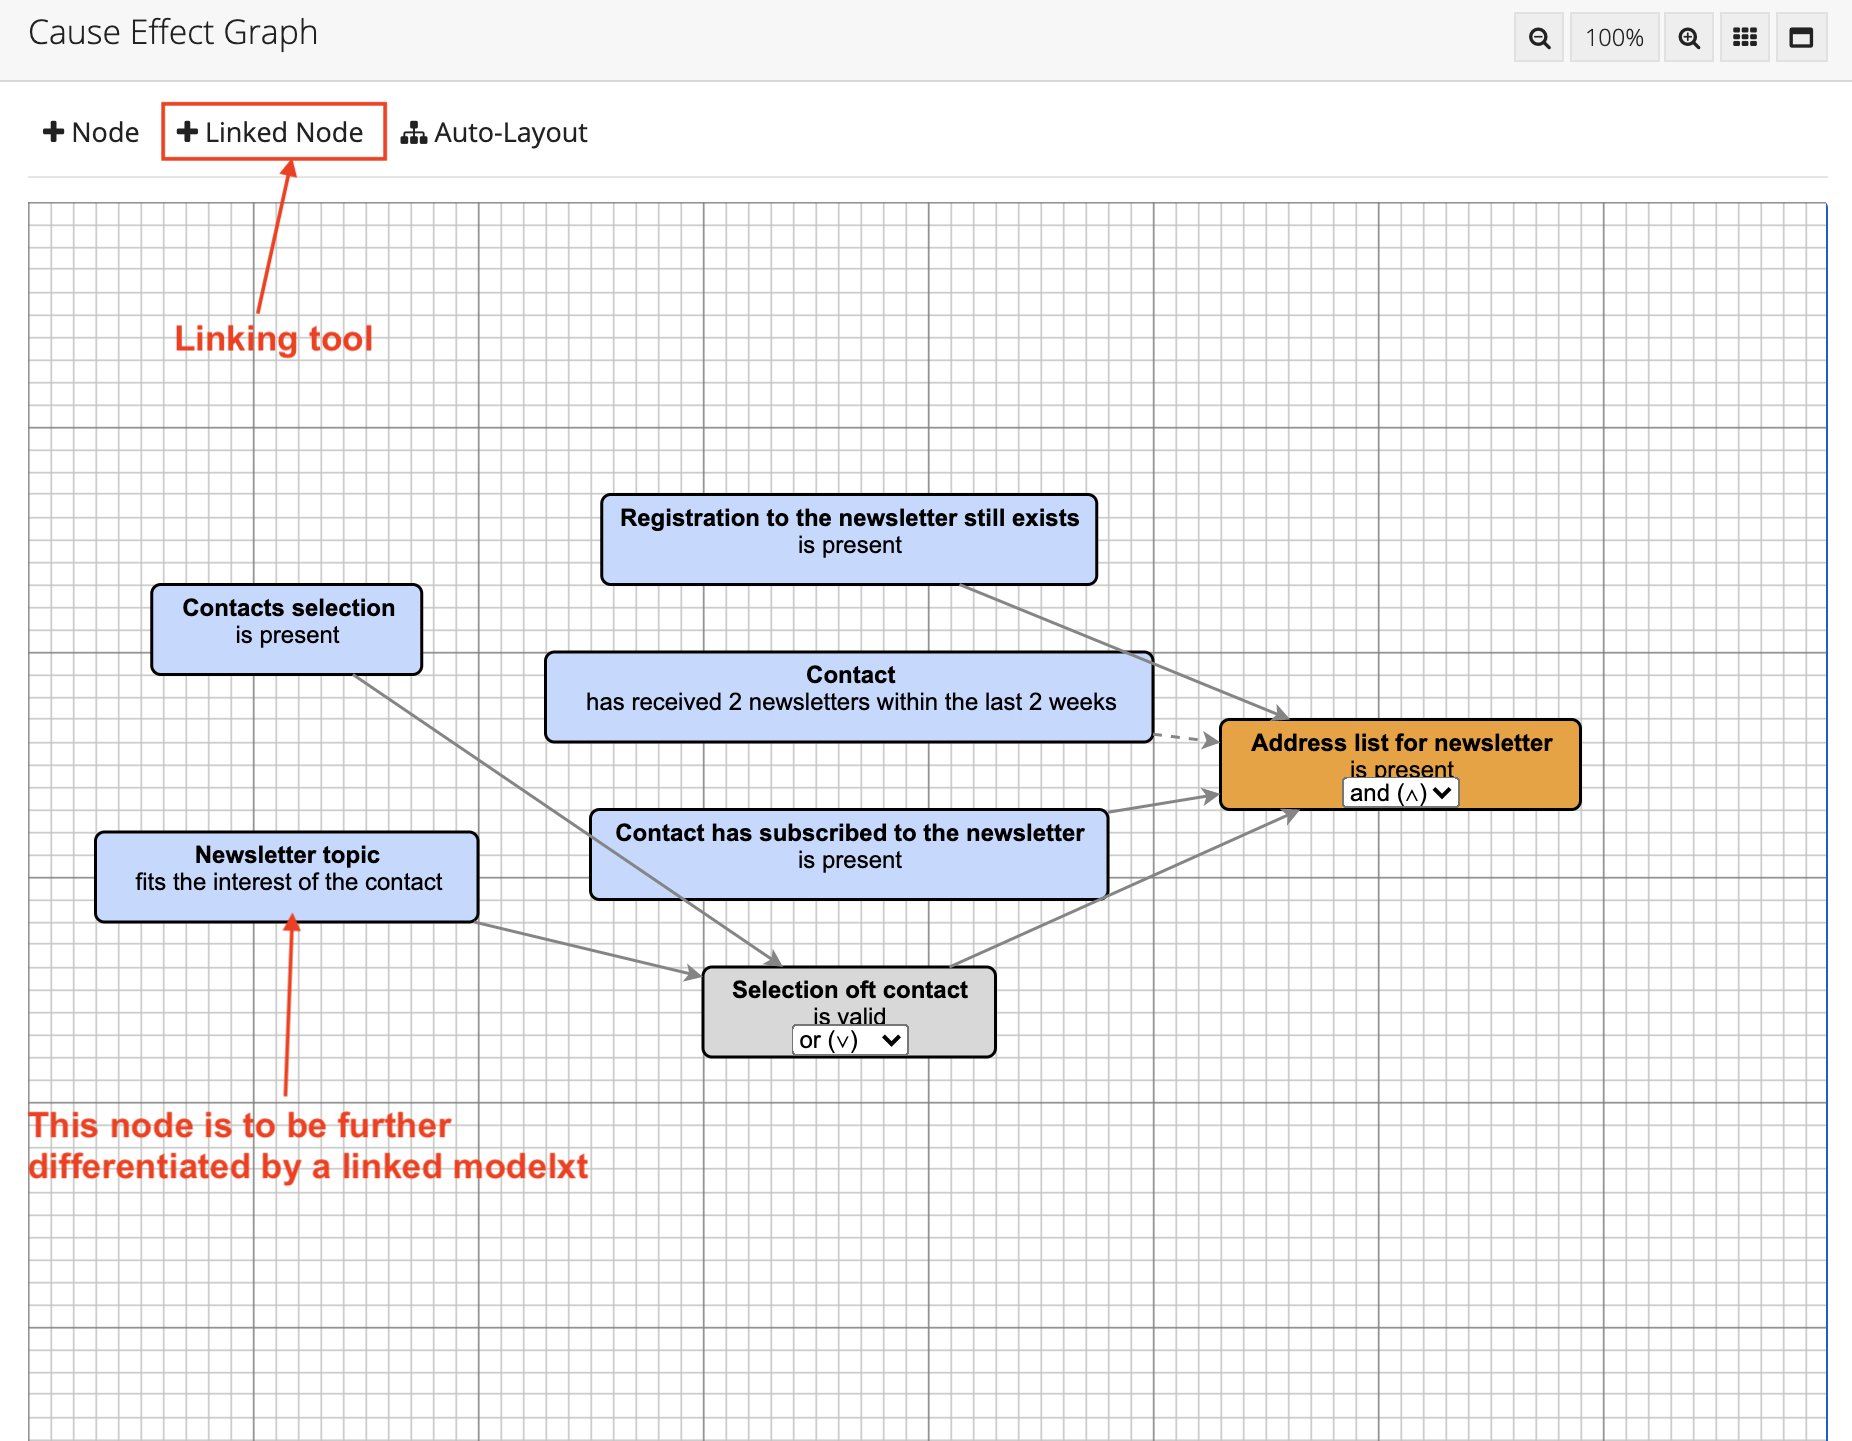 Cause Effect Graph
100%
Node
Linked Node
Auto-Layout
Linking tool
Registration to the newsletter still exists
is present
Contacts selection
is present
Contact
has received 2 newsletters within the last 2 weeks
Address list for newsletter
is present
and (∧)
Contact has subscribed to the newsletter
is present
Newsletter topic
fits the interest of the contact
Selection oft contact
is valid
or (∨)
This node is to be further
differentiated by a linked modelxt